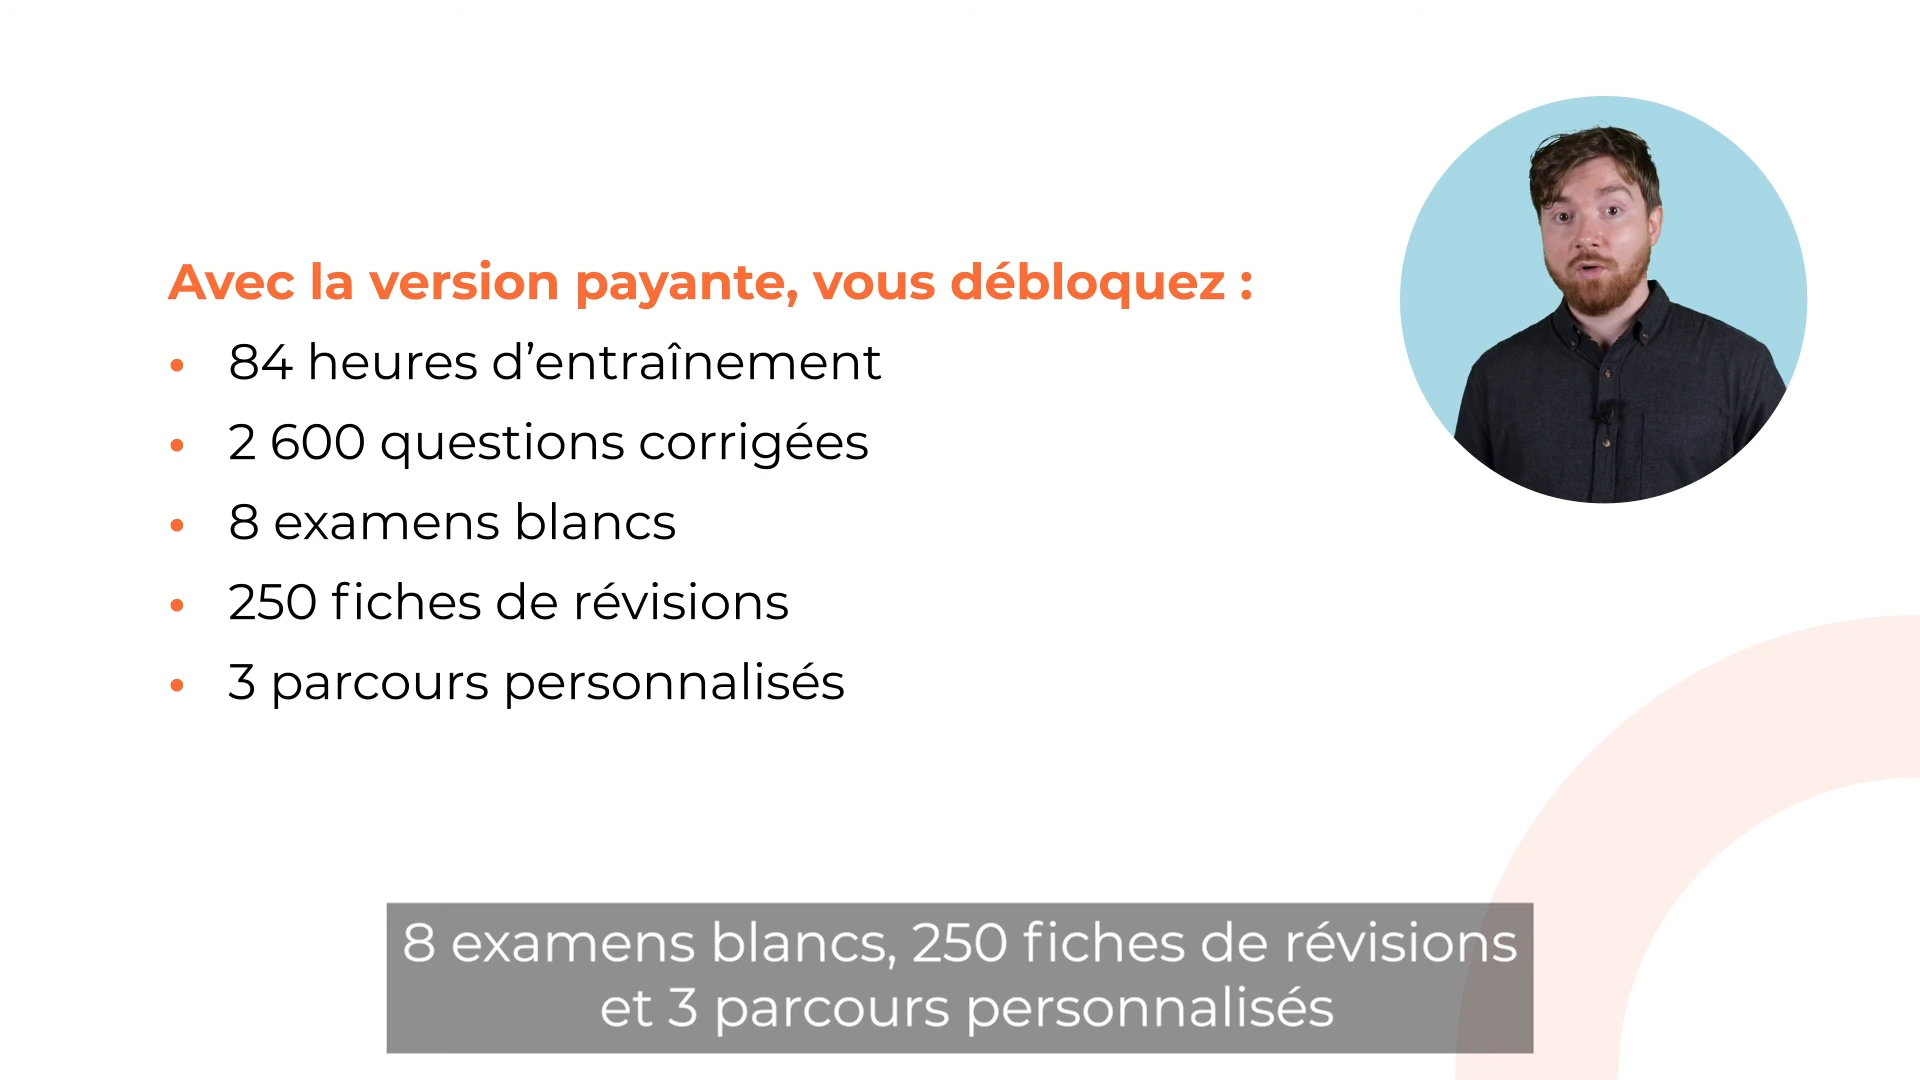 Avec la version payante, vous débloquez :
• 84 heures d’entraînement
• 2 600 questions corrigées
• 8 examens blancs
• 250 fiches de révisions
• 3 parcours personnalisés
8 examens blancs, 250 fiches de révisions
et 3 parcours personnalisés